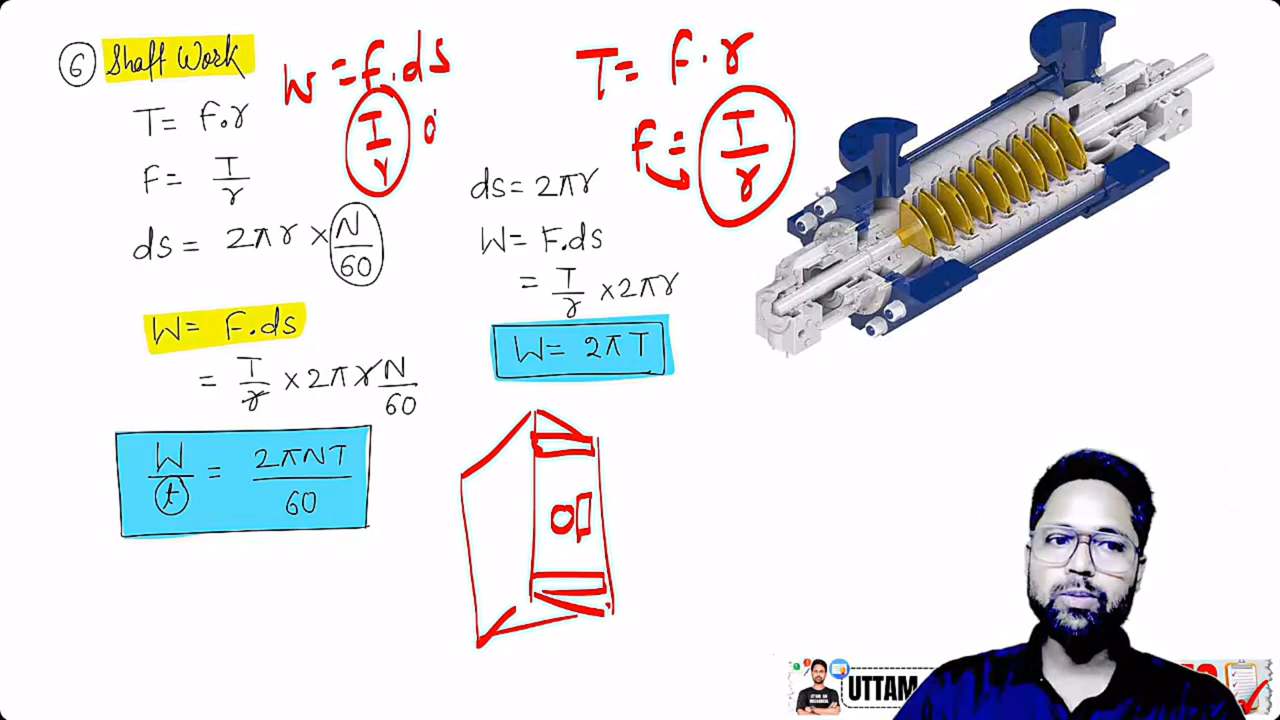 ⑥ Shaft Work
T = F.r
F = T/r
ds = 2πr × N/60
W = F.ds
= T/r × 2πr N/60
W/t = 2πNT/60
W = F.ds
T/r
T = F.r
F = T/r
ds = 2πr
W = F.ds
= T/r × 2πr
W = 2πT
UTTAM